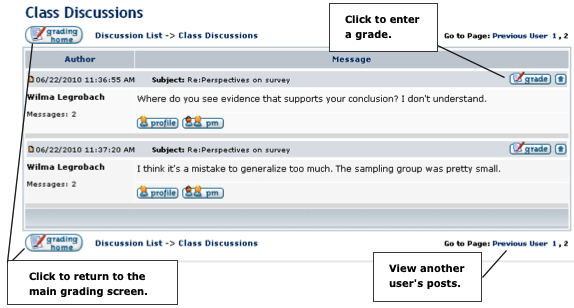 Class Discussions
Click to enter
a grade.
grading
home
Discussion List -> Class Discussions
Go to Page: Previous User 1 , 2
Author
Message
06/22/2010 11:36:55 AM Subject: Re:Perspectives on survey
grade
Wilma Legrobach
Where do you see evidence that supports your conclusion? I don't understand.
Messages: 2
profile
pm
06/22/2010 11:37:20 AM Subject: Re:Perspectives on survey
grade
Wilma Legrobach
I think it's a mistake to generalize too much. The sampling group was pretty small.
Messages: 2
profile
pm
grading
home
Discussion List -> Class Discussions
Go to Page: Previous User 1 , 2
Click to return to the
main grading screen.
View another
user's posts.